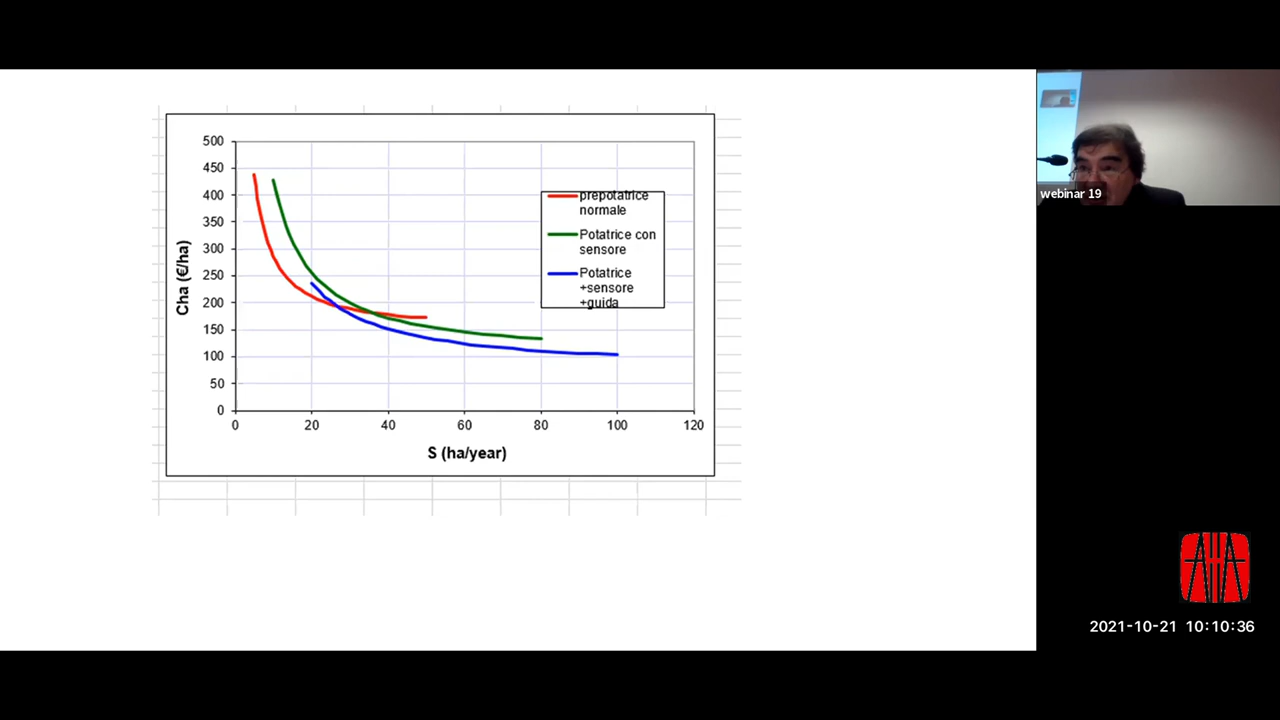 500
450
400
350
300
250
200
150
100
50
0
Cha (€/ha)
0 20 40 60 80 100 120
S (ha/year)
prepotatrice
normale
Potatrice con
sensore
Potatrice
+sensore
+guida
webinar 19
2021-10-21 10:10:36